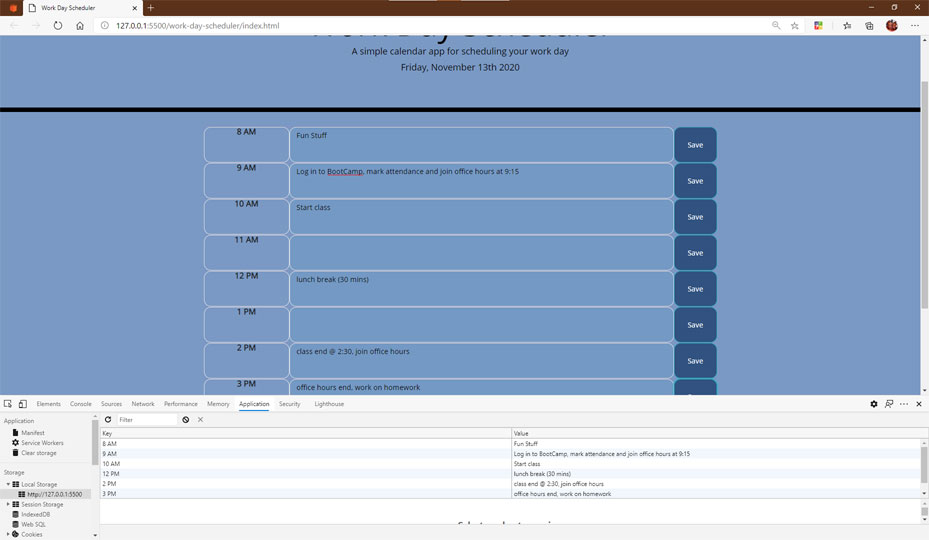 Work Day Scheduler
127.0.0.1:5500/work-day-scheduler/index.html
Work Day Scheduler
A simple calendar app for scheduling your work day
Friday, November 13th 2020
8 AM Fun Stuff Save
9 AM Log in to BootCamp, mark attendance and join office hours at 9:15 Save
10 AM Start class Save
11 AM Save
12 PM lunch break (30 mins) Save
1 PM Save
2 PM class end @ 2:30, join office hours Save
3 PM office hours end, work on homework
Elements Console Sources Network Performance Memory Application Security Lighthouse
Application
Manifest
Service Workers
Clear storage
Storage
Local Storage
http://127.0.0.1:5500
Session Storage
IndexedDB
Web SQL
Cookies
Filter
Key Value
8 AM Fun Stuff
9 AM Log in to BootCamp, mark attendance and join office hours at 9:15
10 AM Start class
12 PM lunch break (30 mins)
2 PM class end @ 2:30, join office hours
3 PM office hours end, work on homework